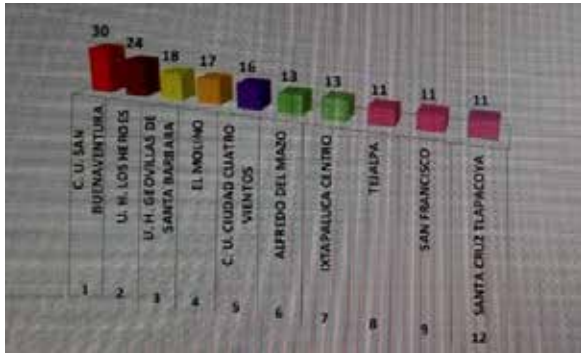 30
24
18
17
16
13
13
11
11
11
C. U. SAN
BUENAVENTURA
U. H. LOS HEROES
U. H. GEOVILLAS DE
SANTA BARBARA
EL MOLINO
C. U. CIUDAD CUATRO
VIENTOS
ALFREDO DEL MAZO
IXTAPALUCA CENTRO
TEJALPA
SAN FRANCISCO
SANTA CRUZ TLAPACOYA
1
2
3
4
5
6
7
8
9
12